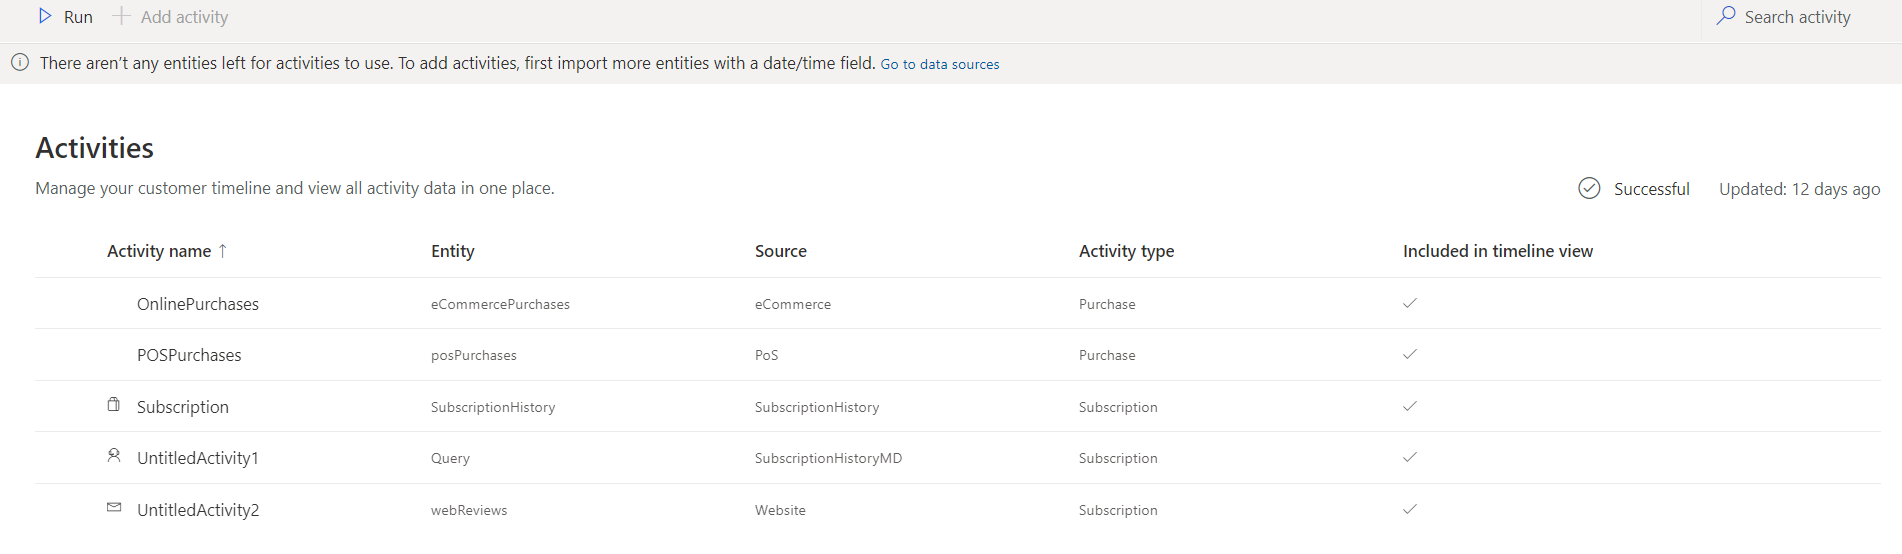 Run Add activity Search activity
There aren't any entities left for activities to use. To add activities, first import more entities with a date/time field. Go to data sources
Activities
Manage your customer timeline and view all activity data in one place.
Successful Updated: 12 days ago
Activity name ↑ Entity Source Activity type Included in timeline view
OnlinePurchases eCommercePurchases eCommerce Purchase
POSPurchases posPurchases PoS Purchase
Subscription SubscriptionHistory SubscriptionHistory Subscription
UntitledActivity1 Query SubscriptionHistoryMD Subscription
UntitledActivity2 webReviews Website Subscription